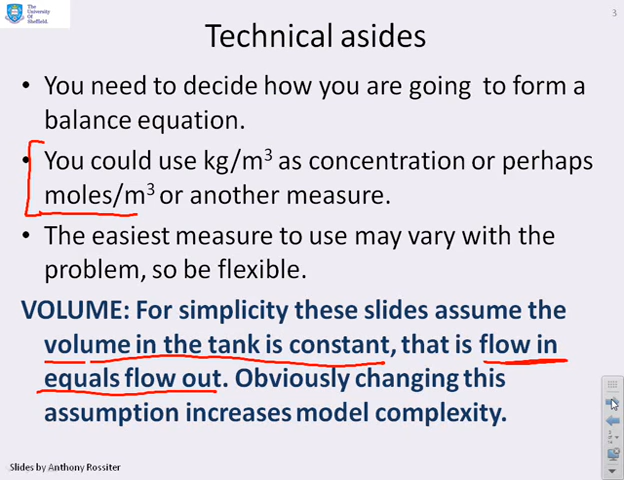 The
University
Of
Sheffield.
3
Technical asides
• You need to decide how you are going to form a
balance equation.
• You could use kg/m³ as concentration or perhaps
moles/m³ or another measure.
• The easiest measure to use may vary with the
problem, so be flexible.
VOLUME: For simplicity these slides assume the
volume in the tank is constant, that is flow in
equals flow out. Obviously changing this
assumption increases model complexity.
Slides by Anthony Rossiter